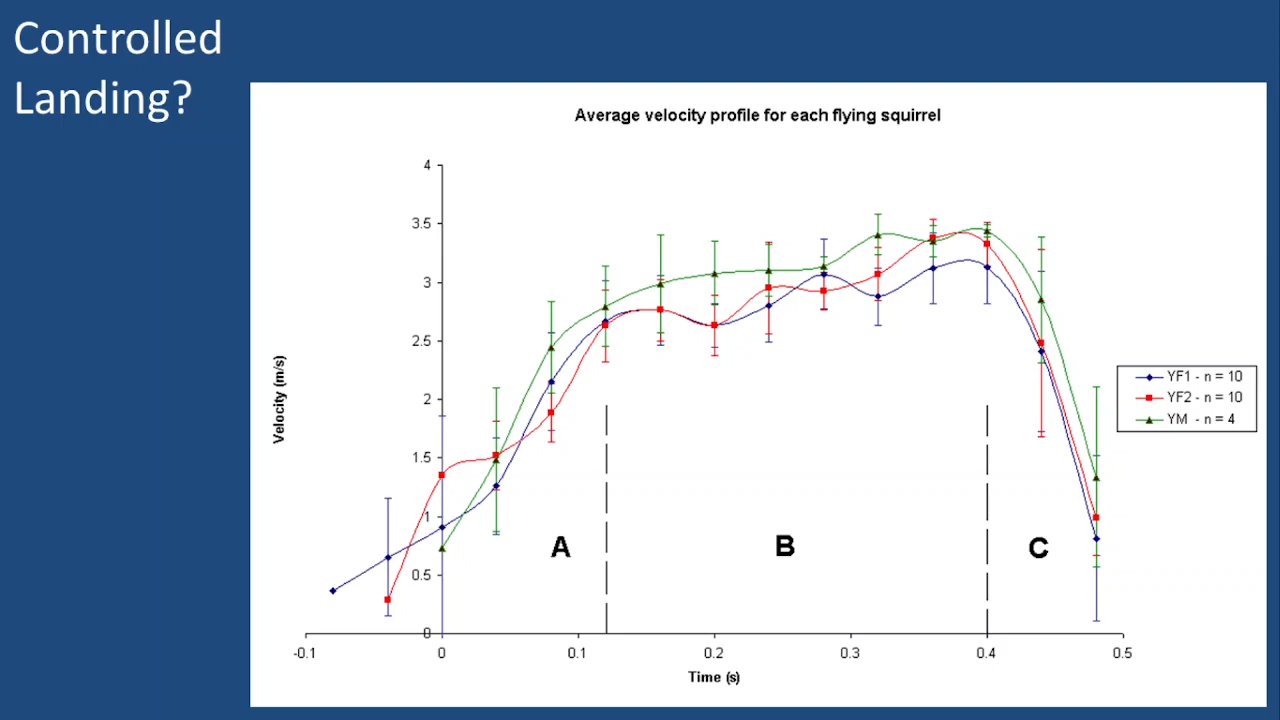 Controlled
Landing?
Average velocity profile for each flying squirrel
4
3.5
3
2.5
2
1.5
1
0.5
0
Velocity (m/s)
A
B
C
-0.1
0
0.1
0.2
0.3
0.4
0.5
Time (s)
YF1 - n = 10
YF2 - n = 10
YM - n = 4